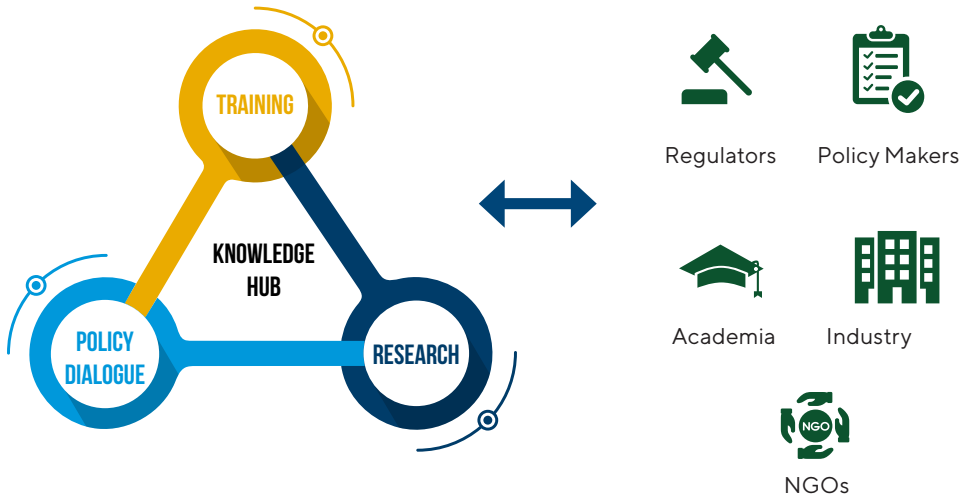 TRAINING
KNOWLEDGE
HUB
POLICY
DIALOGUE
RESEARCH
Regulators
Policy Makers
Academia
Industry
NGO
NGOs